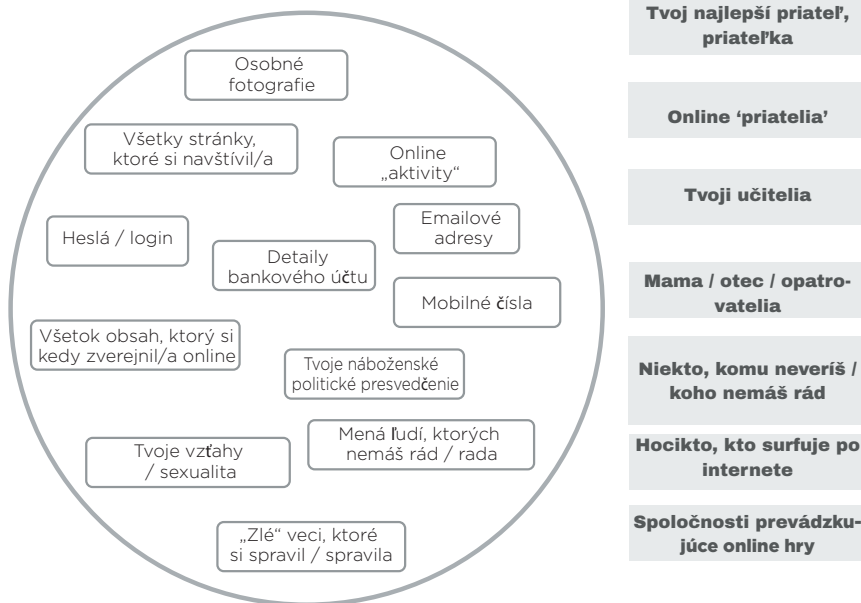 Osobné
fotografie
Všetky stránky,
ktoré si navštívil/a
Online
„aktivity“
Heslá / login
Emailové
adresy
Detaily
bankového účtu
Mobilné čísla
Všetok obsah, ktorý si
kedy zverejnil/a online
Tvoje náboženské
politické presvedčenie
Tvoje vzťahy
/ sexualita
Mená ľudí, ktorých
nemáš rád / rada
„Zlé“ veci, ktoré
si spravil / spravila
Tvoj najlepší priateľ,
priateľka
Online ‘priatelia’
Tvoji učitelia
Mama / otec / opatro-
vatelia
Niekto, komu neveríš /
koho nemáš rád
Hocikto, kto surfuje po
internete
Spoločnosti prevádzku-
júce online hry